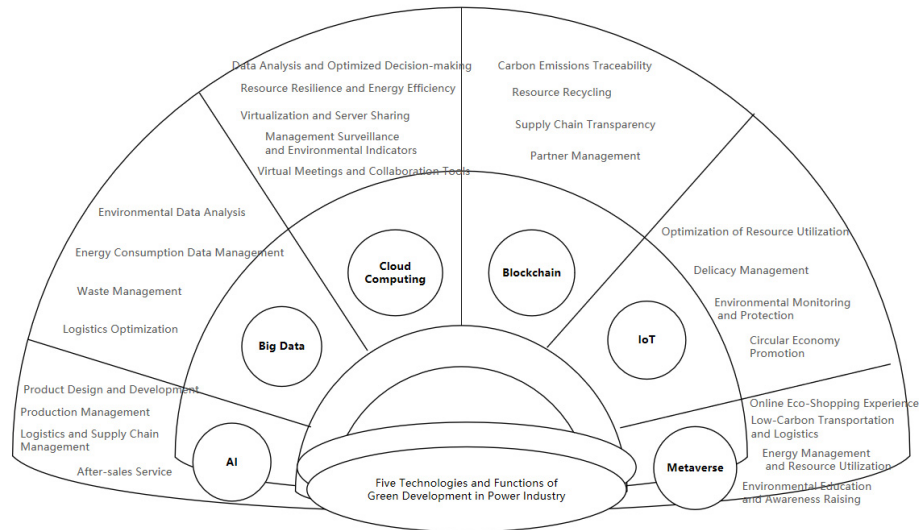 Data Analysis and Optimized Decision-making
Resource Resilience and Energy Efficiency
Virtualization and Server Sharing
Management Surveillance
and Environmental Indicators
Virtual Meetings and Collaboration Tools
Carbon Emissions Traceability
Resource Recycling
Supply Chain Transparency
Partner Management
Environmental Data Analysis
Energy Consumption Data Management
Waste Management
Logistics Optimization
Optimization of Resource Utilization
Delicacy Management
Environmental Monitoring
and Protection
Circular Economy
Promotion
Cloud
Computing
Blockchain
Big Data
IoT
Product Design and Development
Production Management
Logistics and Supply Chain
Management
After-sales Service
AI
Metaverse
Online Eco-Shopping Experience
Low-Carbon Transportation
and Logistics
Energy Management
and Resource Utilization
Environmental Education
and Awareness Raising
Five Technologies and Functions of
Green Development in Power Industry